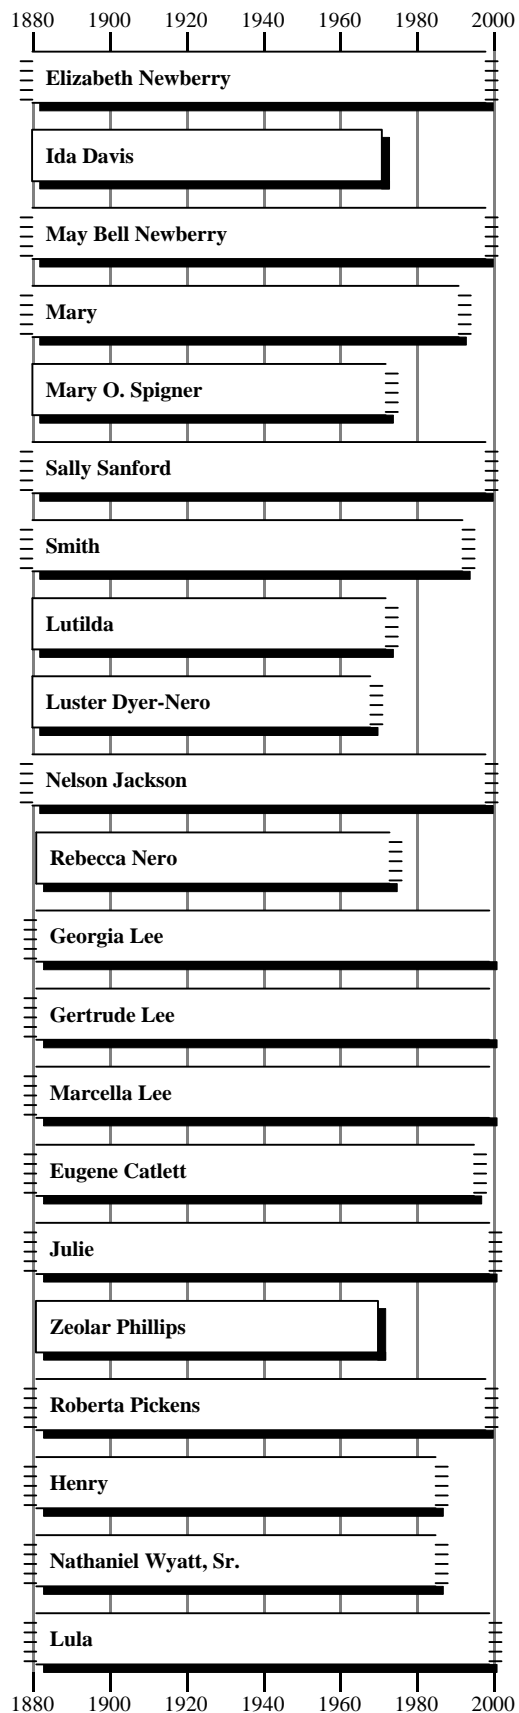 1880 1900 1920 1940 1960 1980 2000
Elizabeth Newberry
Ida Davis
May Bell Newberry
Mary
Mary O. Spigner
Sally Sanford
Smith
Lutilda
Luster Dyer-Nero
Nelson Jackson
Rebecca Nero
Georgia Lee
Gertrude Lee
Marcella Lee
Eugene Catlett
Julie
Zeolar Phillips
Roberta Pickens
Henry
Nathaniel Wyatt, Sr.
Lula
1880 1900 1920 1940 1960 1980 2000